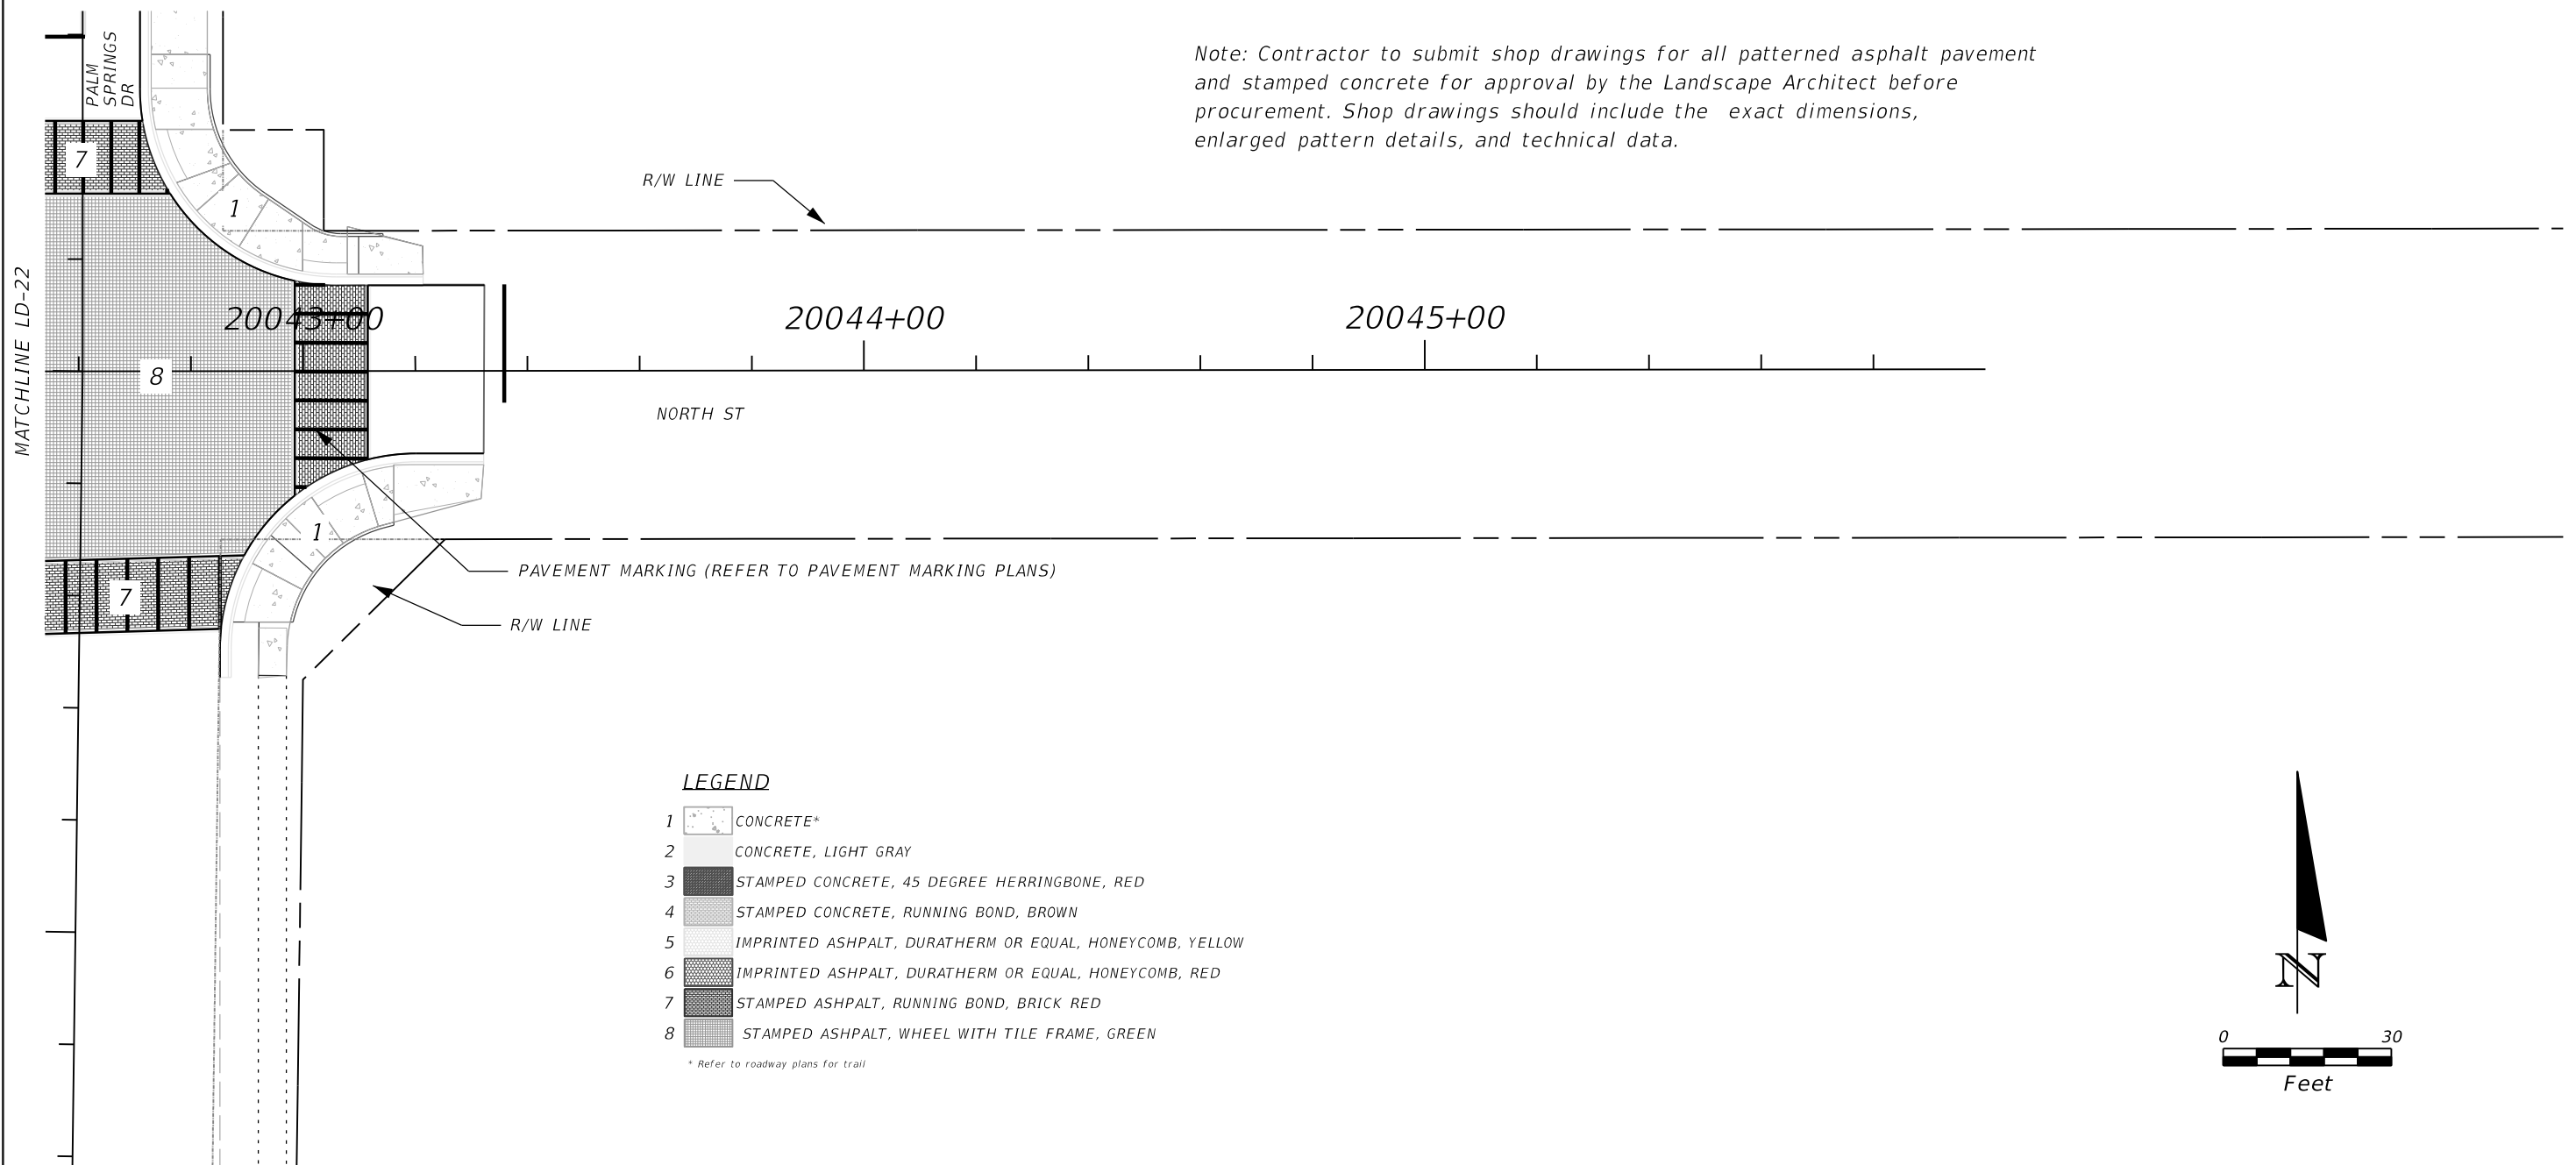 PALM
SPRINGS
DR
Note: Contractor to submit shop drawings for all patterned asphalt pavement
and stamped concrete for approval by the Landscape Architect before
procurement. Shop drawings should include the exact dimensions,
enlarged pattern details, and technical data.
7
R/W LINE
1
MATCHLINE LD-22
20043+00
20044+00
20045+00
8
NORTH ST
1
PAVEMENT MARKING (REFER TO PAVEMENT MARKING PLANS)
7
R/W LINE
LEGEND
1 CONCRETE*
2 CONCRETE, LIGHT GRAY
3 STAMPED CONCRETE, 45 DEGREE HERRINGBONE, RED
4 STAMPED CONCRETE, RUNNING BOND, BROWN
5 IMPRINTED ASHPALT, DURATHERM OR EQUAL, HONEYCOMB, YELLOW
6 IMPRINTED ASHPALT, DURATHERM OR EQUAL, HONEYCOMB, RED
7 STAMPED ASHPALT, RUNNING BOND, BRICK RED
8 STAMPED ASHPALT, WHEEL WITH TILE FRAME, GREEN
* Refer to roadway plans for trail
N
0 30
Feet